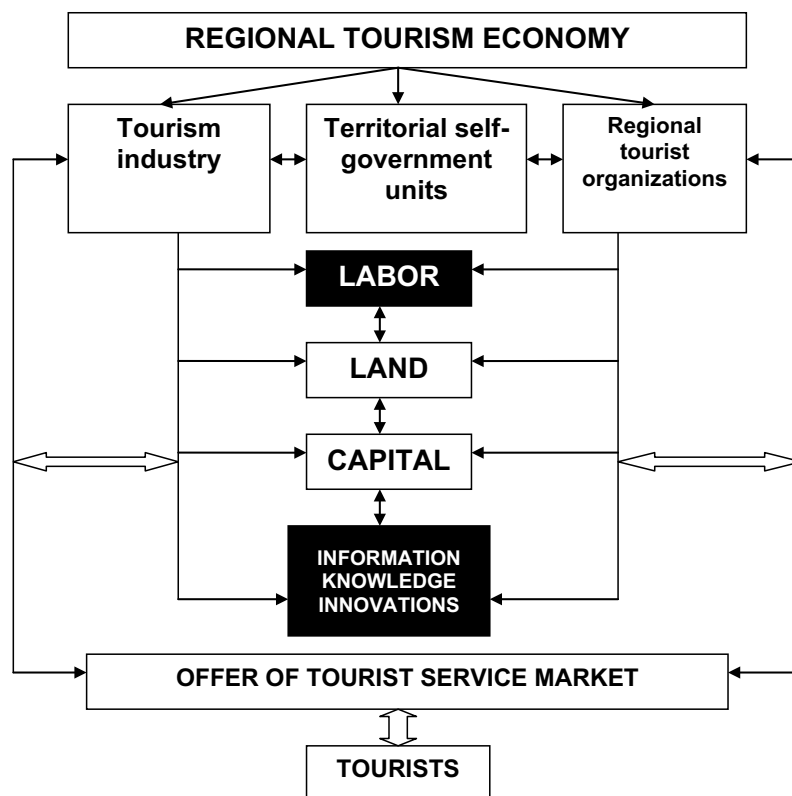 REGIONAL TOURISM ECONOMY
Tourism
industry
Territorial self-
government
units
Regional
tourist
organizations
LABOR
LAND
CAPITAL
INFORMATION
KNOWLEDGE
INNOVATIONS
OFFER OF TOURIST SERVICE MARKET
TOURISTS